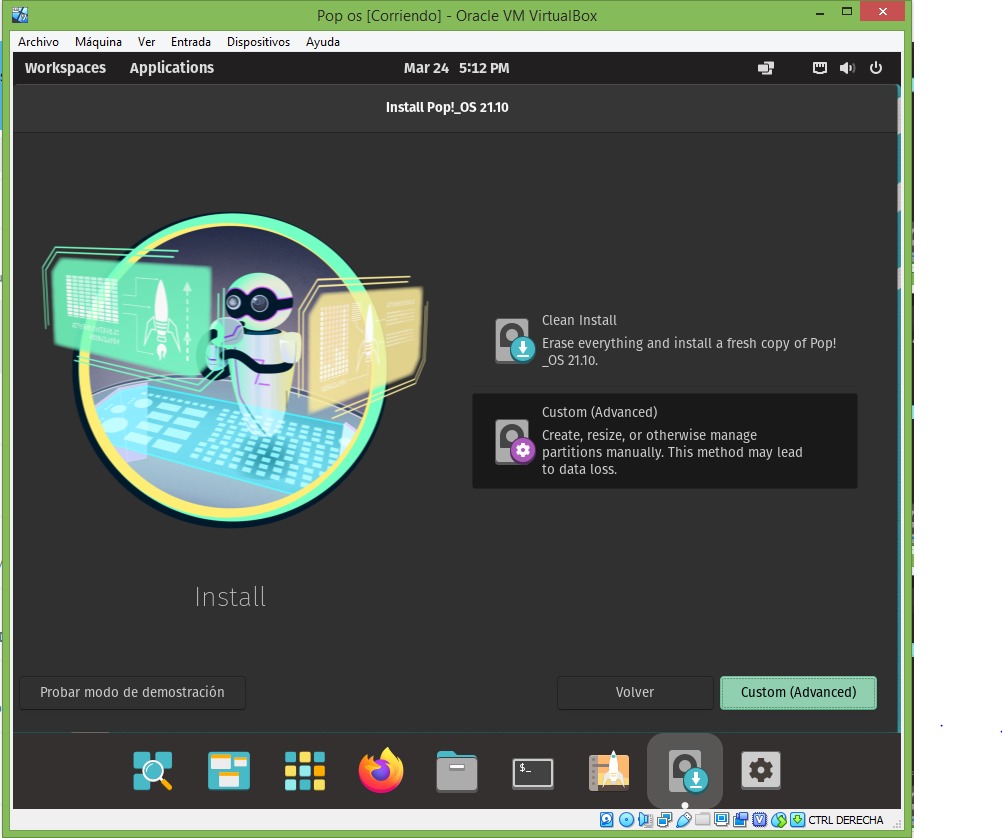 Pop os [Corriendo] - Oracle VM VirtualBox
Archivo Máquina Ver Entrada Dispositivos Ayuda
Workspaces Applications Mar 24 5:12 PM
Install Pop!_OS 21.10
Clean Install
Erase everything and install a fresh copy of Pop!
_OS 21.10.
Custom (Advanced)
Create, resize, or otherwise manage
partitions manually. This method may lead
to data loss.
Install
Probar modo de demostración Volver Custom (Advanced)
$_
CTRL DERECHA